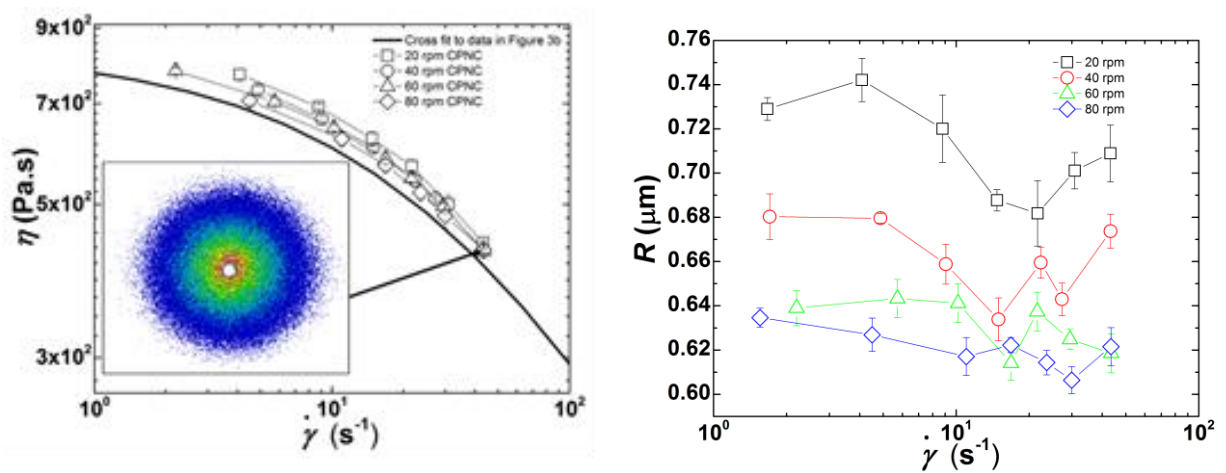 9x10²
7x10²
5x10²
3x10²
η (Pa.s)
Cross fit to data in Figure 3b
20 rpm CPNC
40 rpm CPNC
60 rpm CPNC
80 rpm CPNC
10⁰ 10¹ 10²
γ̇ (s⁻¹)
0.76
0.74
0.72
0.70
0.68
0.66
0.64
0.62
0.60
R (μm)
20 rpm
40 rpm
60 rpm
80 rpm
10⁰ 10¹ 10²
γ̇ (s⁻¹)